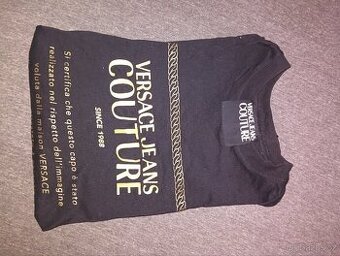 VERSACE JEANS
COUTURE
SINCE 1988
Si certifica che questo capo è stato
realizzato nel rispetto dell'immagine
voluta dalla maison VERSACE
VERSACE JEANS
COUTURE